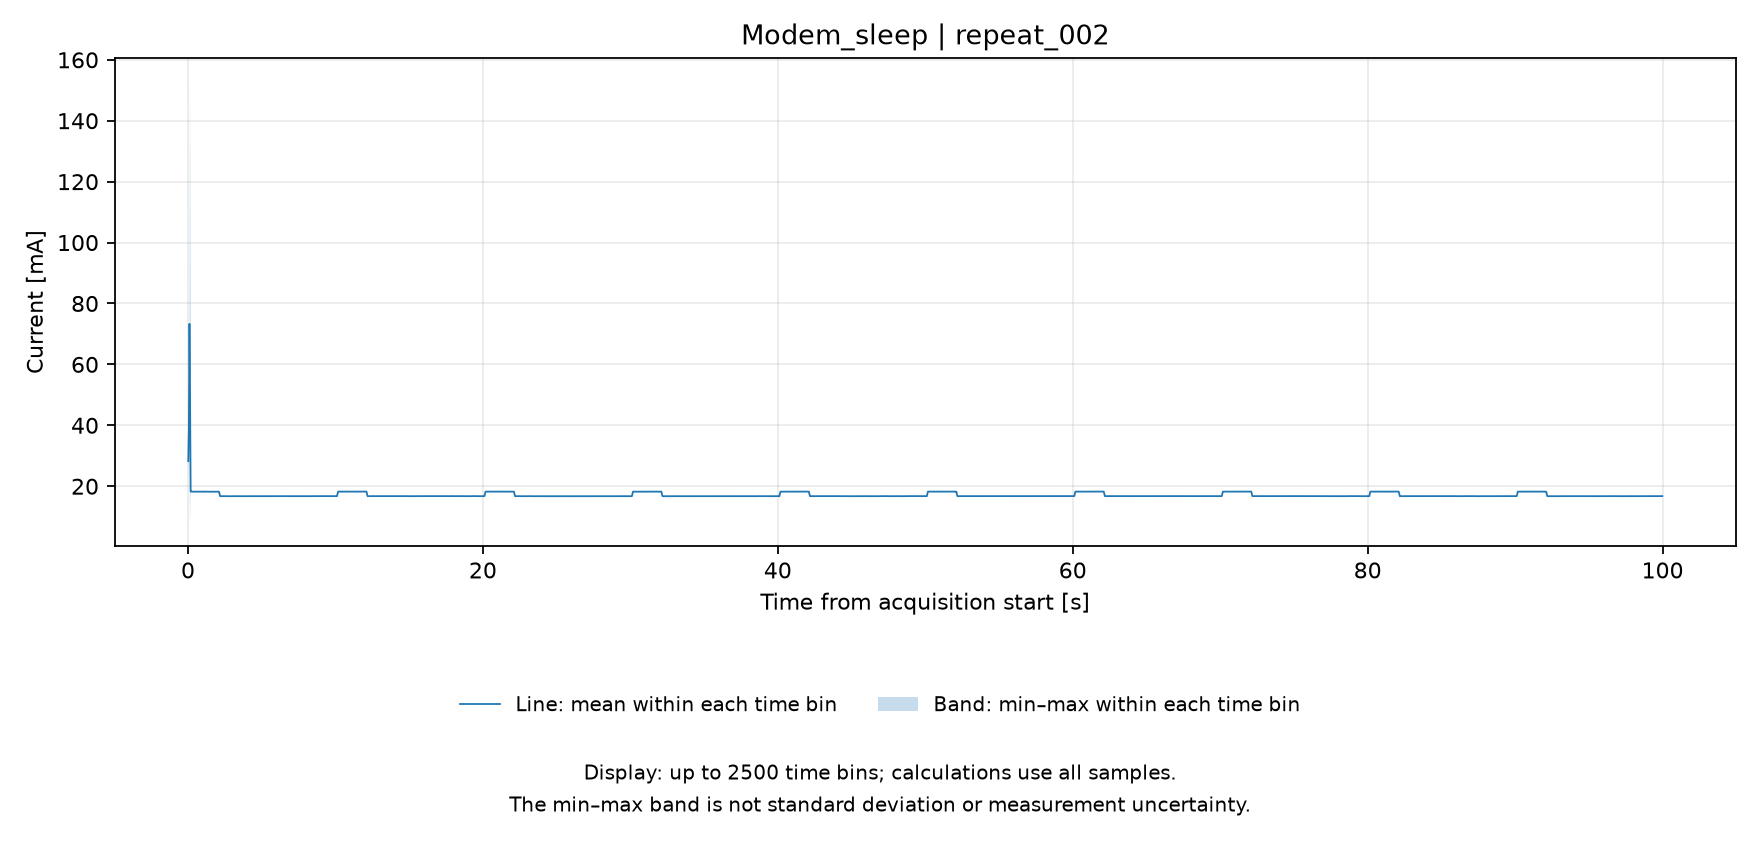 Modem_sleep | repeat_002
160
140
120
100
80
60
40
20
Current [mA]
0 20 40 60 80 100
Time from acquisition start [s]
Line: mean within each time bin Band: min–max within each time bin
Display: up to 2500 time bins; calculations use all samples.
The min–max band is not standard deviation or measurement uncertainty.